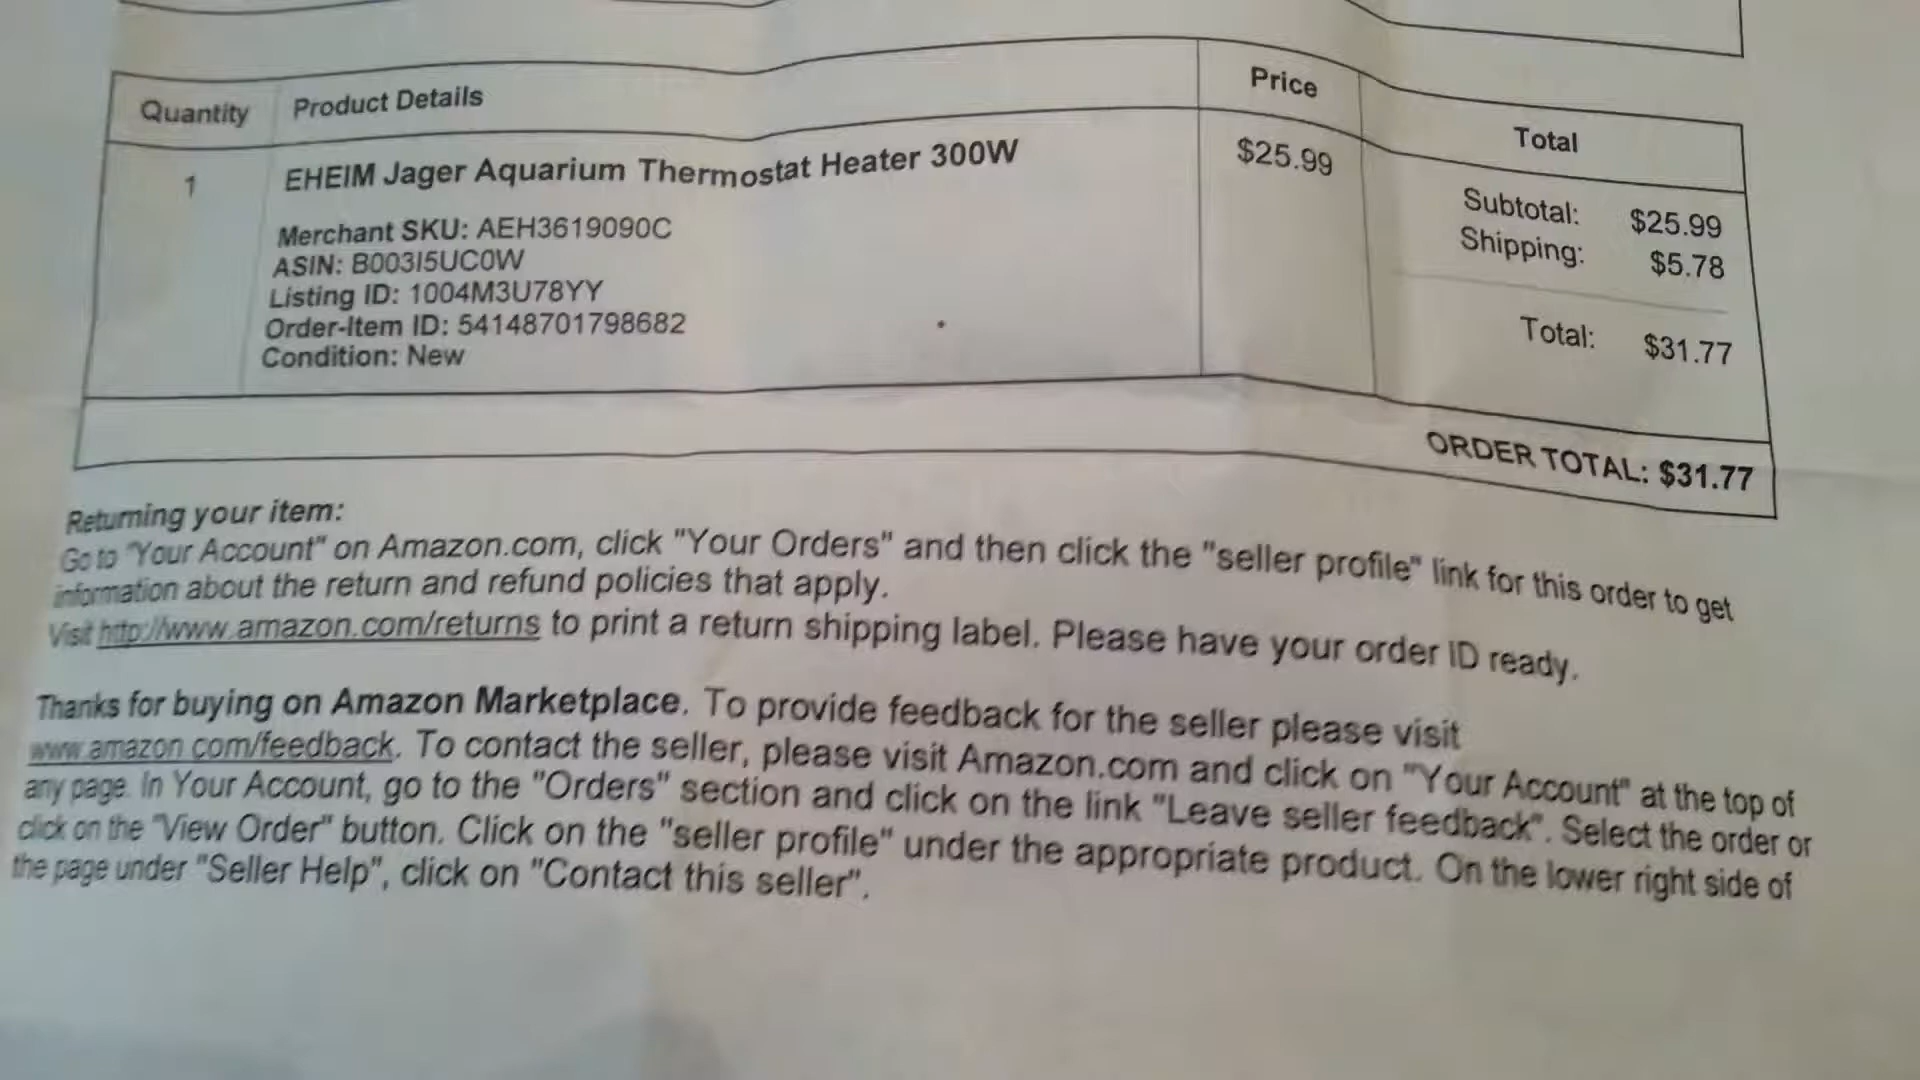 Quantity Product Details Price Total
1 EHEIM Jager Aquarium Thermostat Heater 300W $25.99
Merchant SKU: AEH3619090C
ASIN: B003I5UC0W
Listing ID: 1004M3U78YY
Order-Item ID: 54148701798682
Condition: New
Subtotal: $25.99
Shipping: $5.78
Total: $31.77
ORDER TOTAL: $31.77
Returning your item:
Go to "Your Account" on Amazon.com, click "Your Orders" and then click the "seller profile" link for this order to get
information about the return and refund policies that apply.
Visit http://www.amazon.com/returns to print a return shipping label. Please have your order ID ready.
Thanks for buying on Amazon Marketplace. To provide feedback for the seller please visit
www.amazon.com/feedback. To contact the seller, please visit Amazon.com and click on "Your Account" at the top of
any page. In Your Account, go to the "Orders" section and click on the link "Leave seller feedback". Select the order or
click on the "View Order" button. Click on the "seller profile" under the appropriate product. On the lower right side of
the page under "Seller Help", click on "Contact this seller".